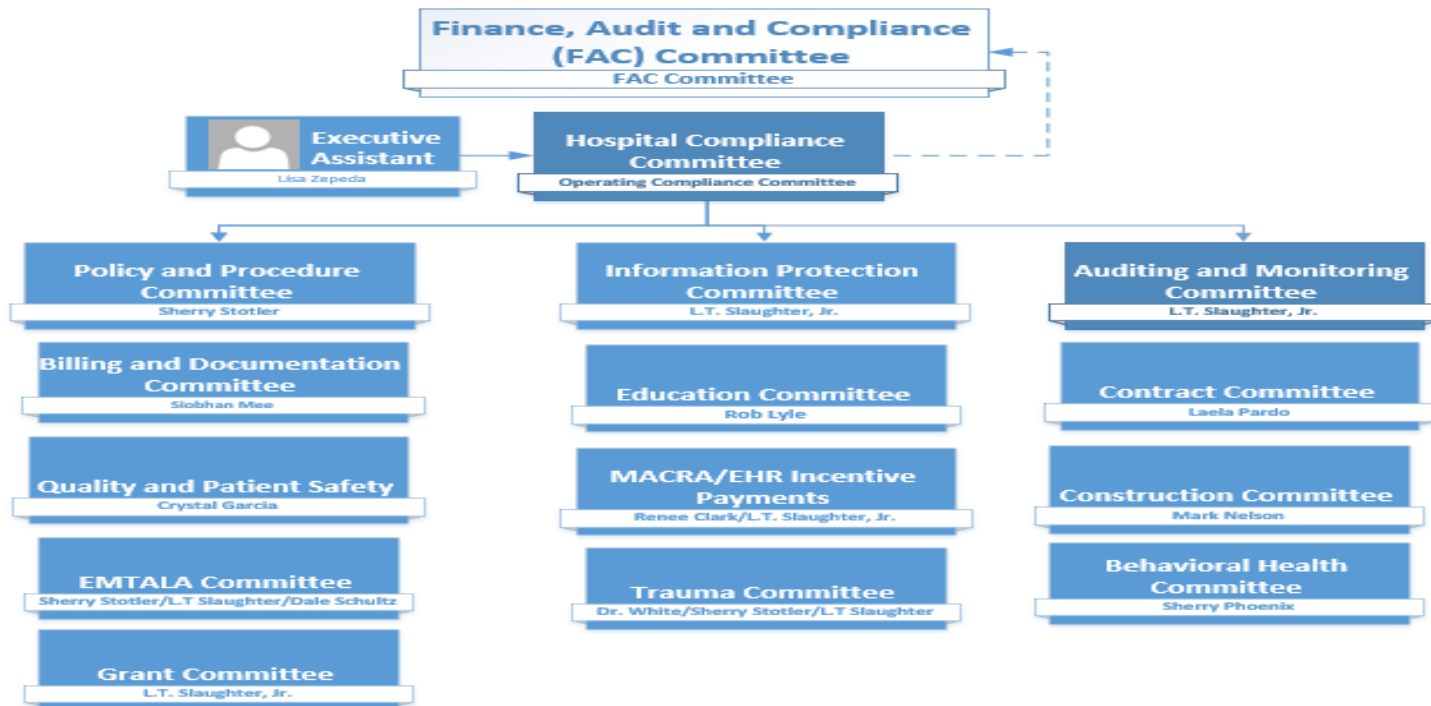 Finance, Audit and Compliance
(FAC) Committee
FAC Committee
Executive
Assistant
Lisa Zepeda
Hospital Compliance
Committee
Operating Compliance Committee
Policy and Procedure
Committee
Sherry Stotler
Information Protection
Committee
L.T. Slaughter, Jr.
Auditing and Monitoring
Committee
L.T. Slaughter, Jr.
Billing and Documentation
Committee
Siobhan Mee
Education Committee
Rob Lyle
Contract Committee
Laela Pardo
Quality and Patient Safety
Crystal Garcia
MACRA/EHR Incentive
Payments
Renee Clark/L.T. Slaughter, Jr.
Construction Committee
Mark Nelson
EMTALA Committee
Sherry Stotler/L.T Slaughter/Dale Schultz
Trauma Committee
Dr. White/Sherry Stotler/L.T Slaughter
Behavioral Health
Committee
Sherry Phoenix
Grant Committee
L.T. Slaughter, Jr.